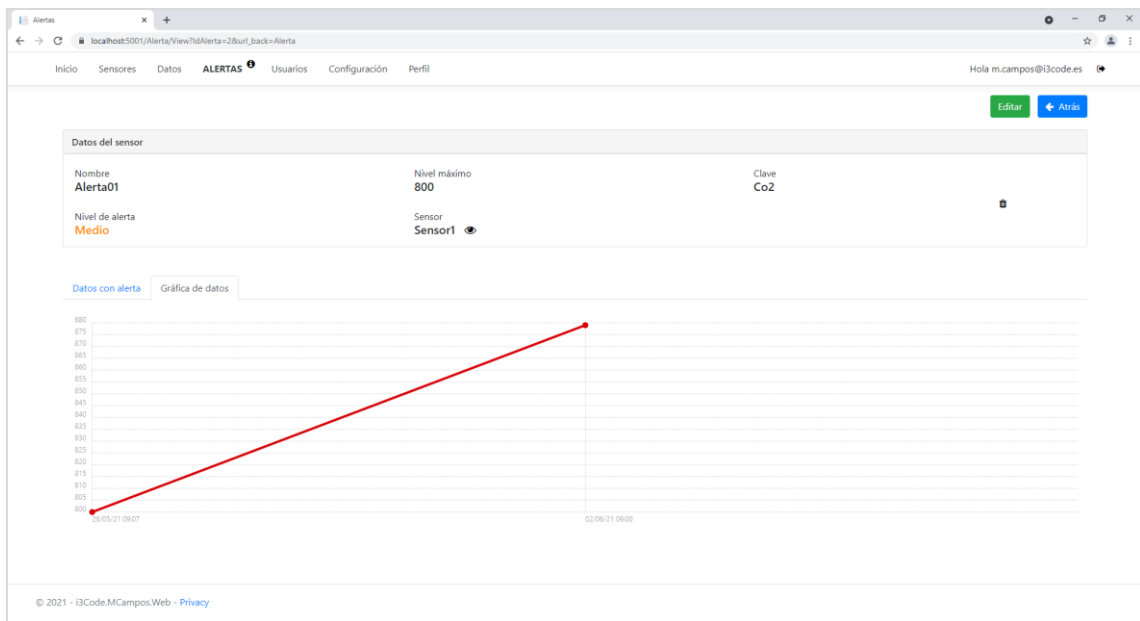 Alertas
localhost:5001/Alerta/View?IdAlerta=2&url_back=Alerta
Inicio Sensores Datos ALERTAS Usuarios Configuración Perfil Hola m.campos@i3code.es
Editar Atrás
Datos del sensor
Nombre Nivel máximo Clave
Alerta01 800 Co2
Nivel de alerta Sensor
Medio Sensor1
Datos con alerta Gráfica de datos
880
875
870
865
860
855
850
845
840
835
830
825
820
815
810
805
800
26/05/21 09:07 02/06/21 09:00
© 2021 - i3Code.MCampos.Web - Privacy